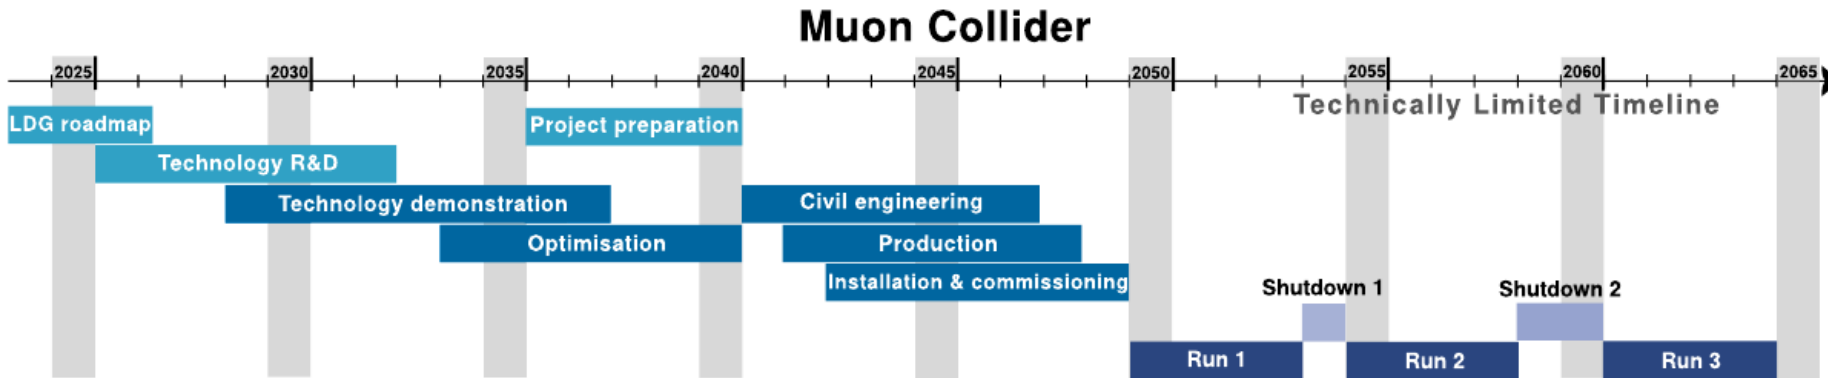 Muon Collider
2025 2030 2035 2040 2045 2050 2055 2060 2065
Technically Limited Timeline
LDG roadmap
Project preparation
Technology R&D
Technology demonstration
Civil engineering
Optimisation
Production
Installation & commissioning
Shutdown 1
Shutdown 2
Run 1
Run 2
Run 3